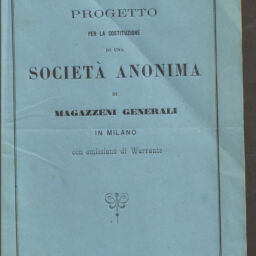 PROGETTO
PER LA COSTITUZIONE
DI UNA
SOCIETÀ ANONIMA
DI
MAGAZZENI GENERALI
IN MILANO
con emissione di Warrants